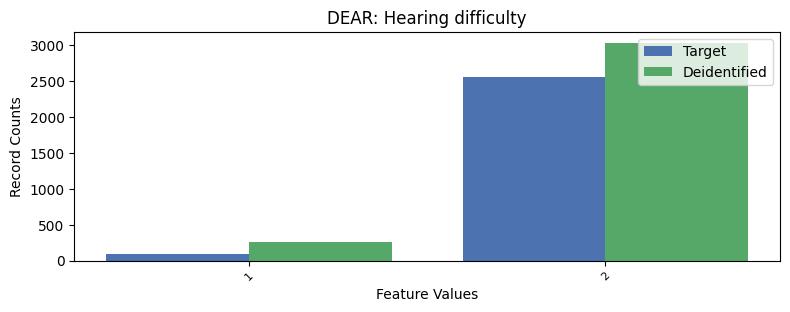 DEAR: Hearing difficulty
Record Counts
3000
2500
2000
1500
1000
500
0
Target
Deidentified
1
2
Feature Values